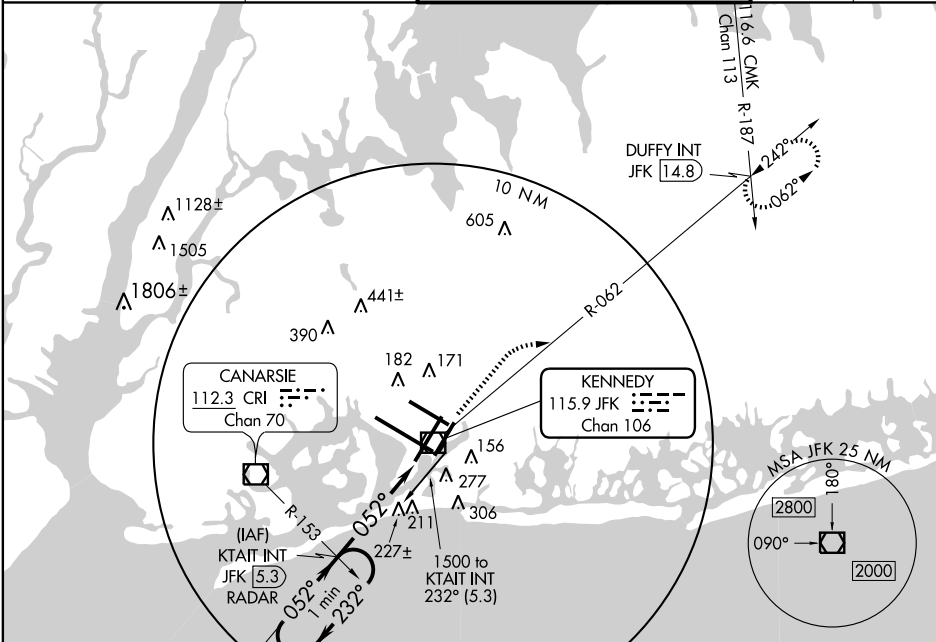 116.6 CMK
Chan 113
R-187
DUFFY INT
JFK 14.8
242°
062°
10 NM
605
1128±
1505
1806±
441±
390
R-062
182
171
CANARSIE
112.3 CRI
Chan 70
KENNEDY
115.9 JFK
Chan 106
156
277
306
211
227±
R-153
052°
(IAF)
KTAIT INT
JFK 5.3
RADAR
052°
1 min
232°
1500 to
KTAIT INT
232° (5.3)
MSA JFK 25 NM
180°
2800
090°
2000